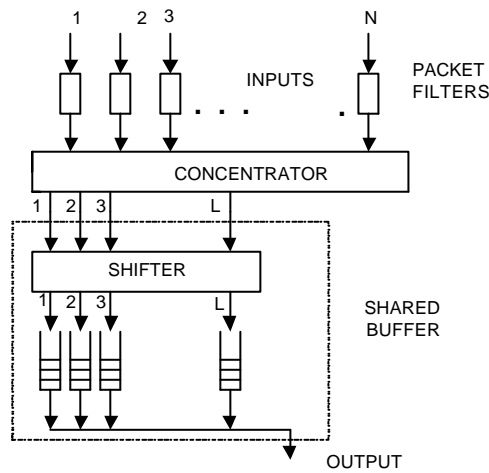 1 2 3 N
INPUTS
PACKET
FILTERS
. . . .
CONCENTRATOR
1 2 3 L
SHIFTER
1 2 3 L
SHARED
BUFFER
OUTPUT